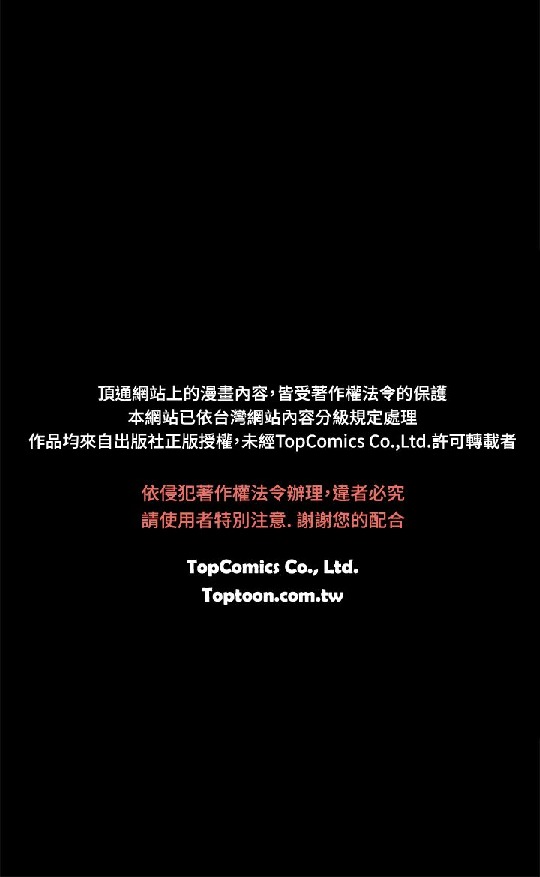 頂通網站上的漫畫內容，皆受著作權法令的保護
本網站已依台灣網站內容分級規定處理
作品均來自出版社正版授權，未經TopComics Co.,Ltd.許可轉載者
依侵犯著作權法令辦理，違者必究
請使用者特別注意. 謝謝您的配合
TopComics Co., Ltd.
Toptoon.com.tw